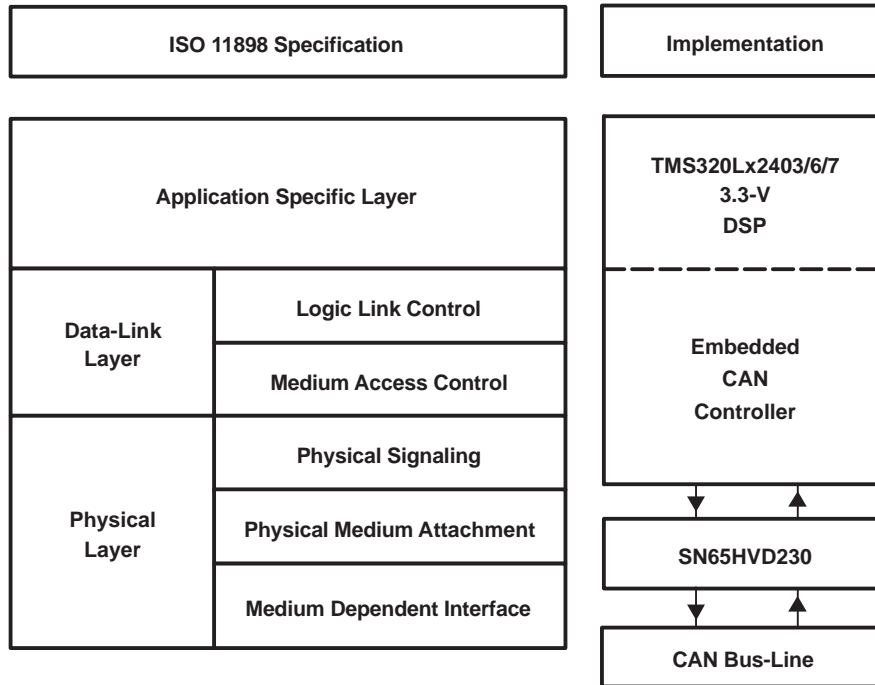 ISO 11898 Specification
Implementation
Application Specific Layer
Data-Link
Layer
Logic Link Control
Medium Access Control
Physical
Layer
Physical Signaling
Physical Medium Attachment
Medium Dependent Interface
TMS320Lx2403/6/7
3.3-V
DSP
Embedded
CAN
Controller
SN65HVD230
CAN Bus-Line